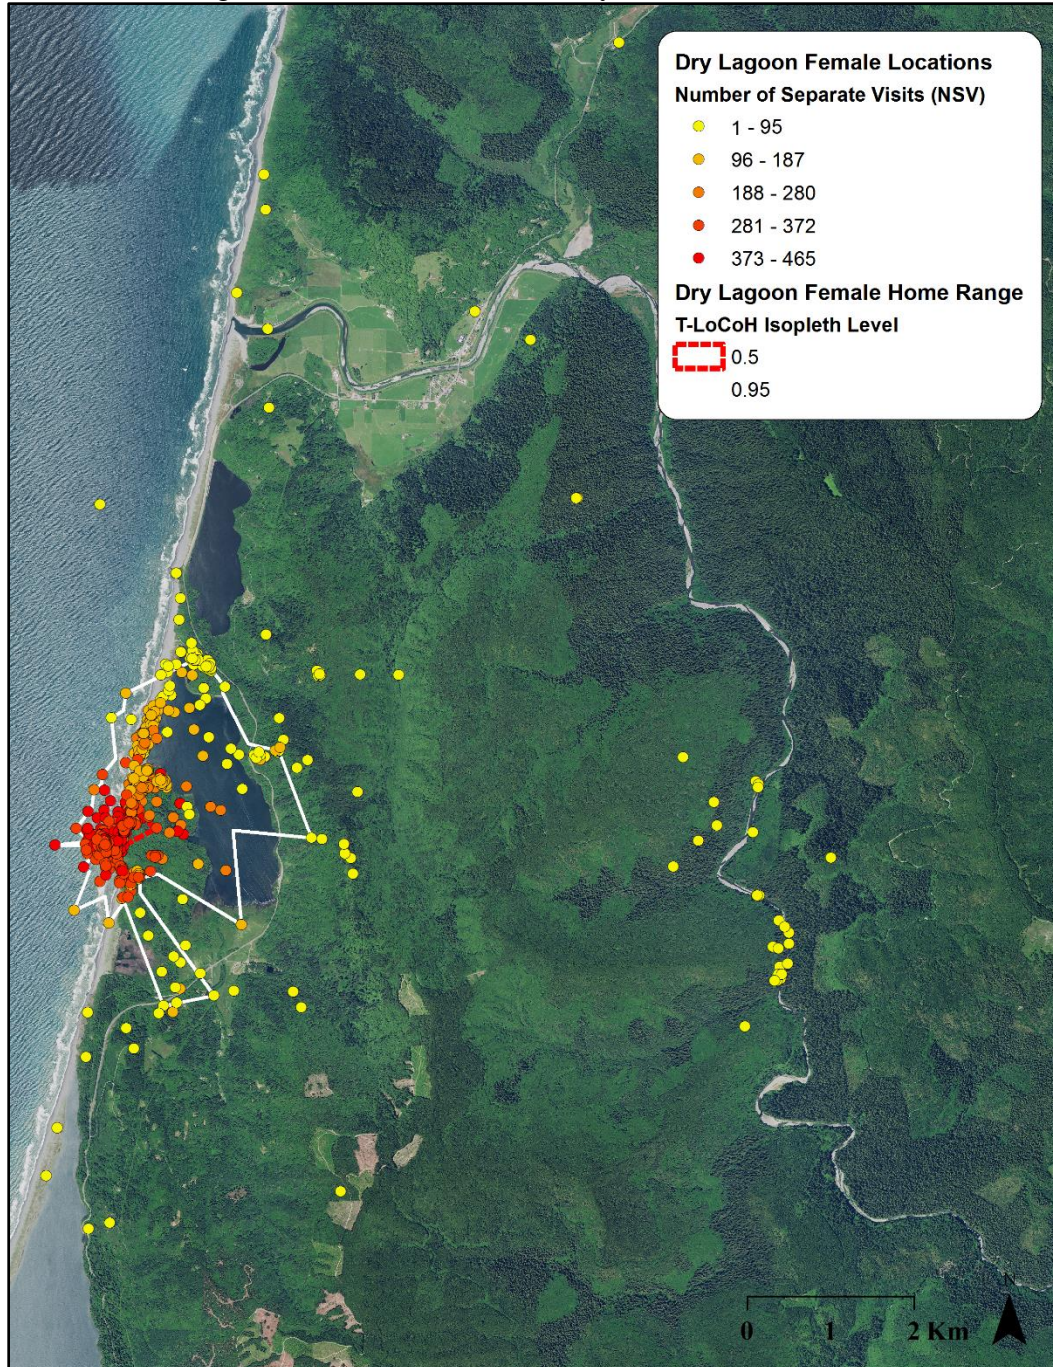 Dry Lagoon Female Locations
Number of Separate Visits (NSV)
1 - 95
96 - 187
188 - 280
281 - 372
373 - 465
Dry Lagoon Female Home Range
T-LoCoH Isopleth Level
0.5
0.95
N
0 1 2 Km